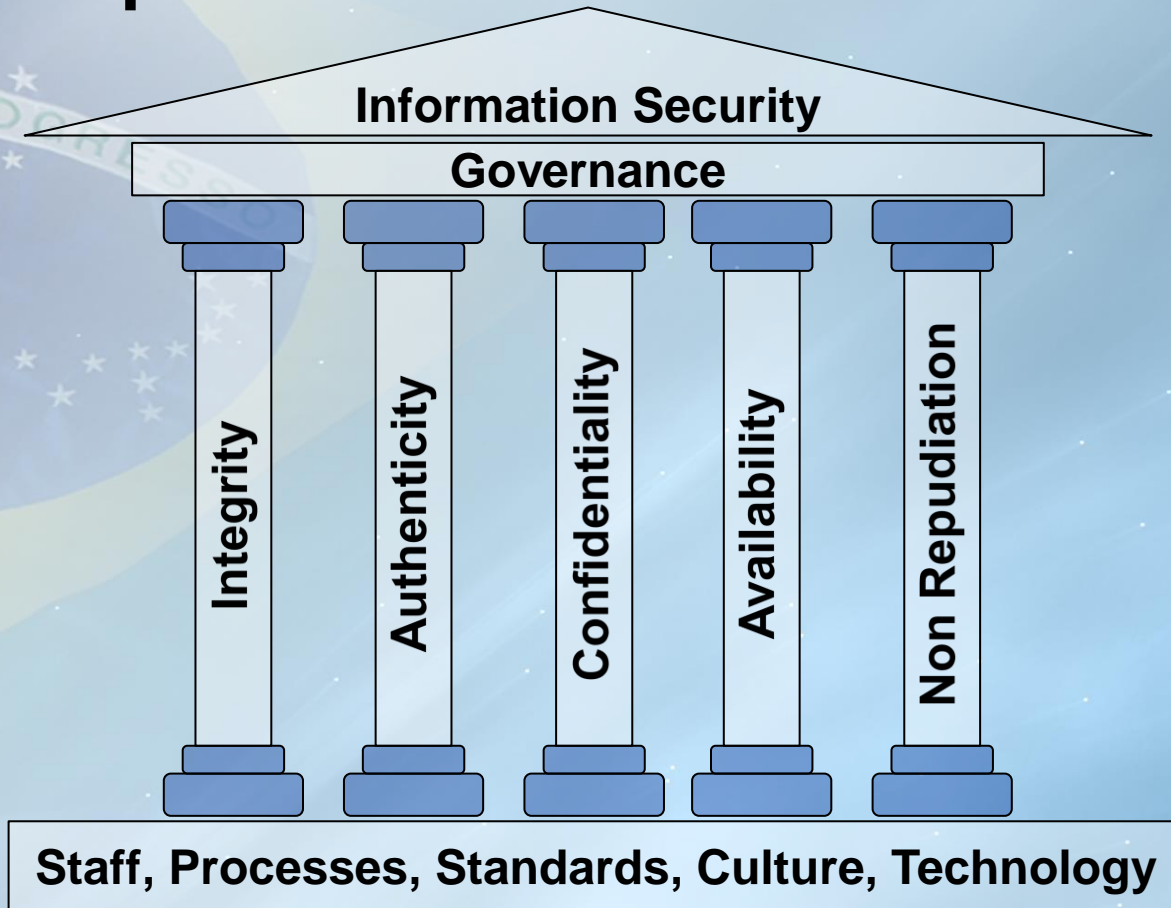 Information Security
Governance
Integrity
Authenticity
Confidentiality
Availability
Non Repudiation
Staff, Processes, Standards, Culture, Technology